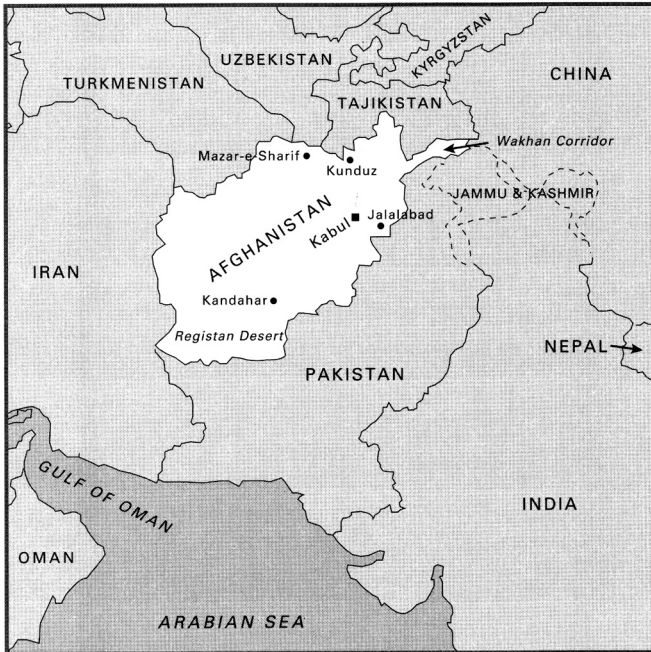 KYRGYZSTAN
UZBEKISTAN
CHINA
TURKMENISTAN
TAJIKISTAN
Wakhan Corridor
Mazar-e-Sharif
Kunduz
JAMMU & KASHMIR
AFGHANISTAN
Jalalabad
Kabul
IRAN
Kandahar
Registan Desert
NEPAL
PAKISTAN
GULF OF OMAN
INDIA
OMAN
ARABIAN SEA